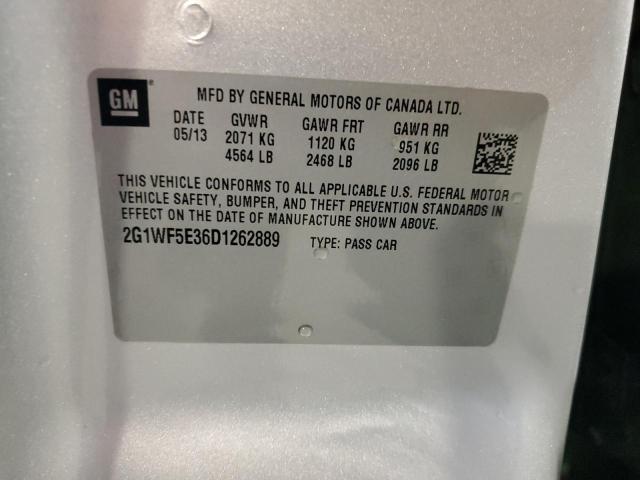 GM
MFD BY GENERAL MOTORS OF CANADA LTD.
DATE GVWR GAWR FRT GAWR RR
05/13 2071 KG 1120 KG 951 KG
4564 LB 2468 LB 2096 LB
THIS VEHICLE CONFORMS TO ALL APPLICABLE U.S. FEDERAL MOTOR
VEHICLE SAFETY, BUMPER, AND THEFT PREVENTION STANDARDS IN
EFFECT ON THE DATE OF MANUFACTURE SHOWN ABOVE.
2G1WF5E36D1262889 TYPE: PASS CAR